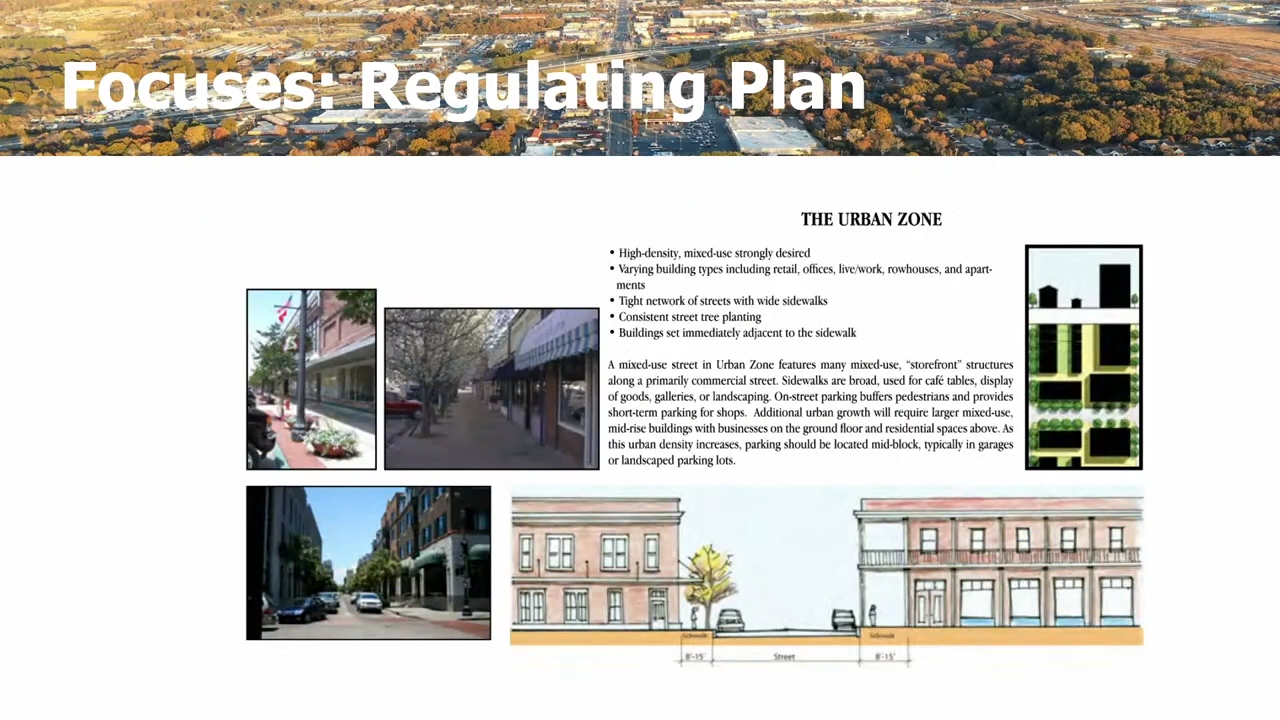 Focuses: Regulating Plan
THE URBAN ZONE
• High-density, mixed-use strongly desired
• Varying building types including retail, offices, live/work, rowhouses, and apart-
ments
• Tight network of streets with wide sidewalks
• Consistent street tree planting
• Buildings set immediately adjacent to the sidewalk
A mixed-use street in Urban Zone features many mixed-use, “storefront” structures
along a primarily commercial street. Sidewalks are broad, used for café tables, display
of goods, galleries, or landscaping. On-street parking buffers pedestrians and provides
short-term parking for shops.  Additional urban growth will require larger mixed-use,
mid-rise buildings with businesses on the ground floor and residential spaces above. As
this urban density increases, parking should be located mid-block, typically in garages
or landscaped parking lots.
Sidewalk Sidewalk
8'-15' Street 8'-15'